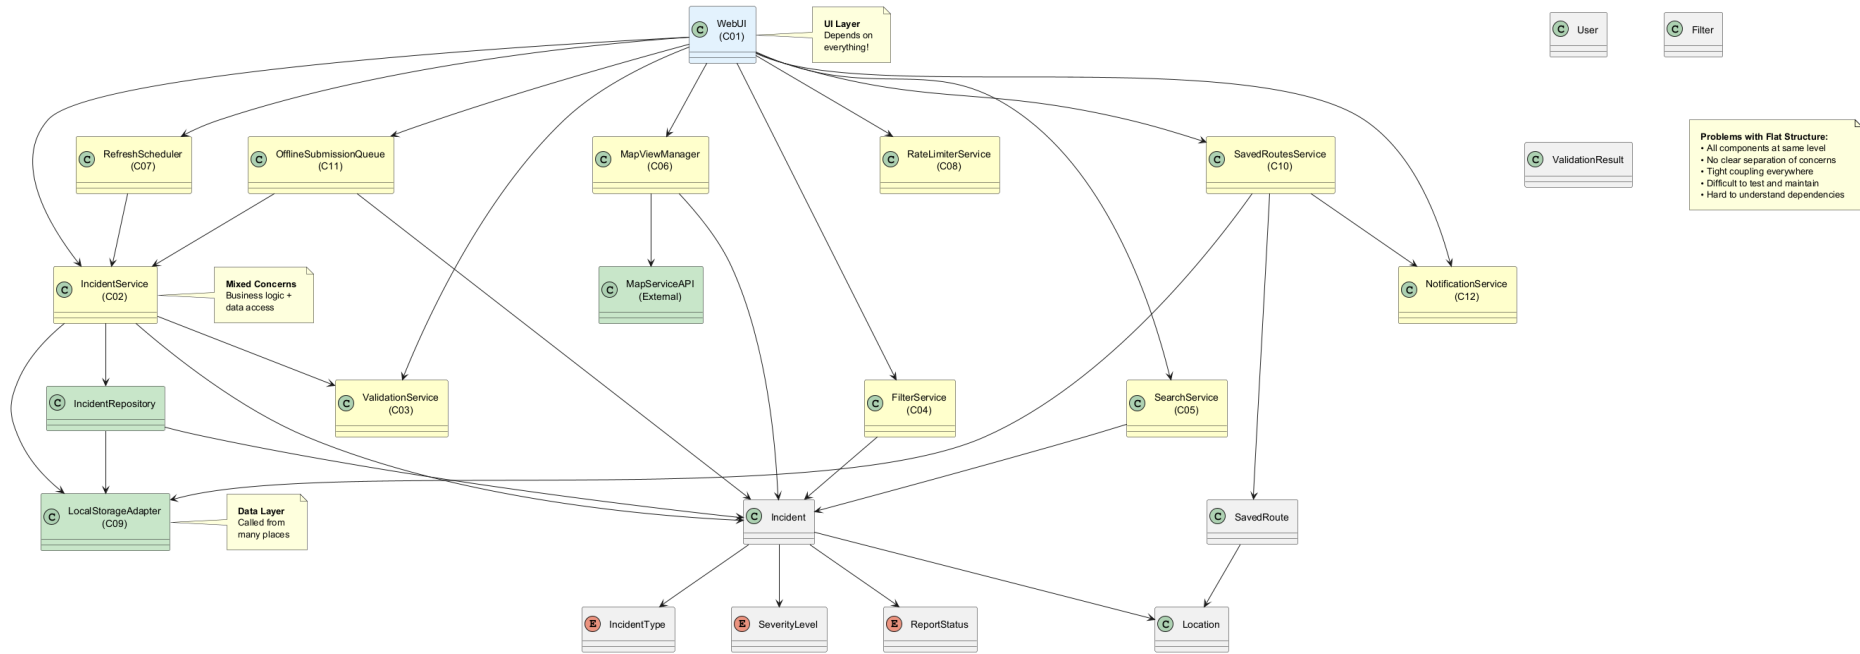 WebUI
(C01)
UI Layer
Depends on
everything!
C User
C Filter
C RefreshScheduler
(C07)
C OfflineSubmissionQueue
(C11)
C MapViewManager
(C06)
C RateLimiterService
(C08)
C SavedRoutesService
(C10)
C ValidationResult
Problems with Flat Structure:
• All components at same level
• No clear separation of concerns
• Tight coupling everywhere
• Difficult to test and maintain
• Hard to understand dependencies
C IncidentService
(C02)
Mixed Concerns
Business logic +
data access
C MapServiceAPI
(External)
C NotificationService
(C12)
C IncidentRepository
C ValidationService
(C03)
C FilterService
(C04)
C SearchService
(C05)
C LocalStorageAdapter
(C09)
Data Layer
Called from
many places
C Incident
C SavedRoute
E IncidentType
E SeverityLevel
E ReportStatus
C Location